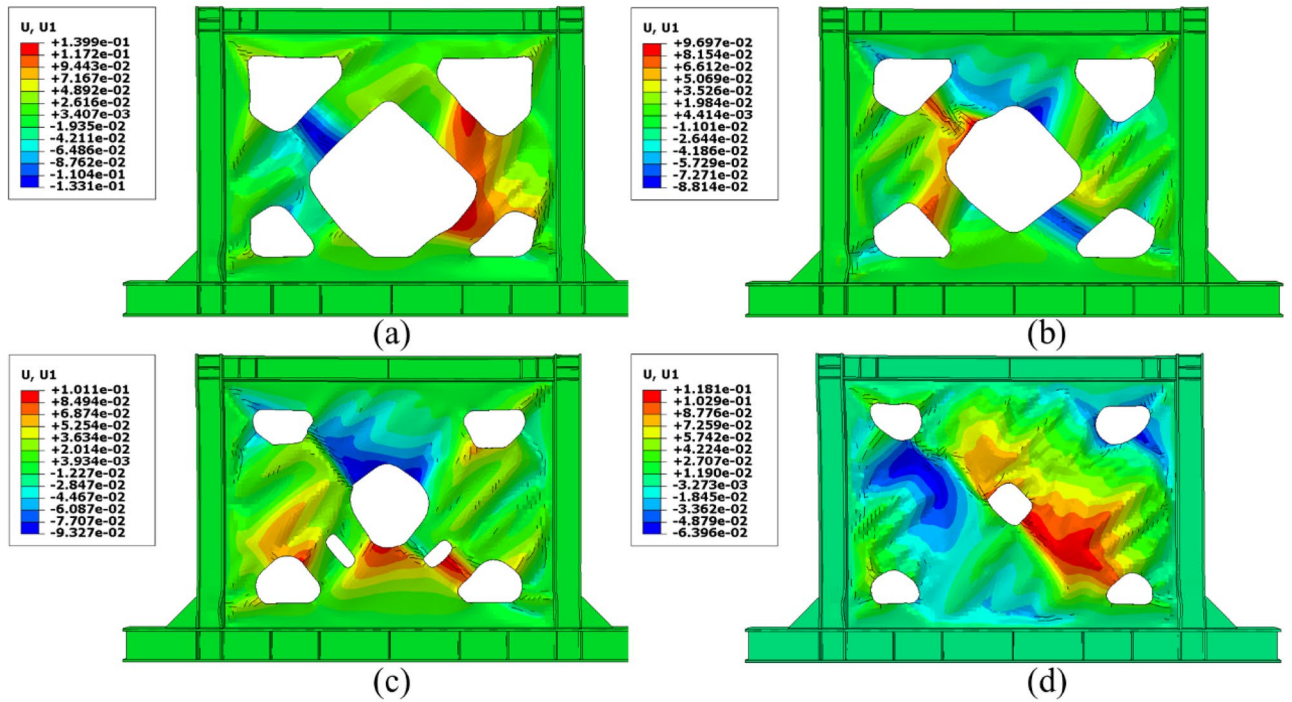 U, U1
+1.399e-01
+1.172e-01
+9.443e-02
+7.167e-02
+4.892e-02
+2.616e-02
+3.407e-03
-1.935e-02
-4.211e-02
-6.486e-02
-8.762e-02
-1.104e-01
-1.331e-01
(a)
U, U1
+9.697e-02
+8.154e-02
+6.612e-02
+5.069e-02
+3.526e-02
+1.984e-02
+4.414e-03
-1.101e-02
-2.644e-02
-4.186e-02
-5.729e-02
-7.271e-02
-8.814e-02
(b)
U, U1
+1.011e-01
+8.494e-02
+6.874e-02
+5.254e-02
+3.634e-02
+2.014e-02
+3.934e-03
-1.227e-02
-2.847e-02
-4.467e-02
-6.087e-02
-7.707e-02
-9.327e-02
(c)
U, U1
+1.181e-01
+1.029e-01
+8.776e-02
+7.259e-02
+5.742e-02
+4.224e-02
+2.707e-02
+1.190e-02
-3.273e-03
-1.845e-02
-3.362e-02
-4.879e-02
-6.396e-02
(d)